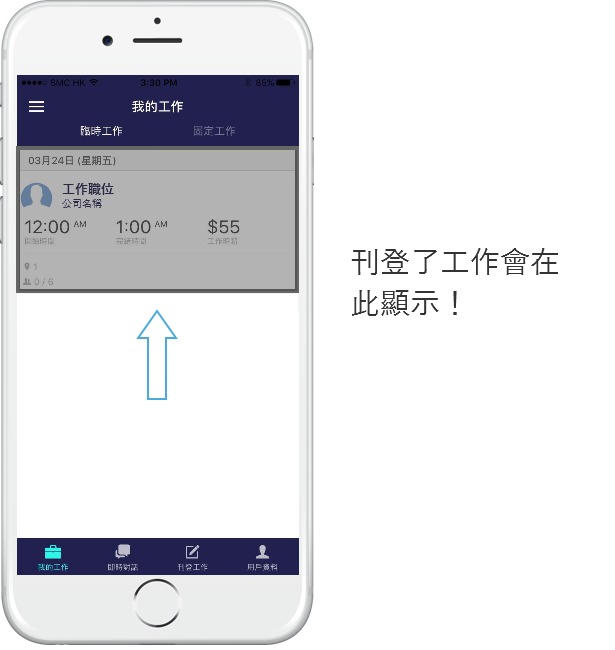 SMC HK 3:30 PM 85%
我的工作
臨時工作 固定工作
03月24日 (星期五)
工作職位
公司名稱
12:00 AM 1:00 AM $55
開始時間 完結時間 工作時薪
1
0 / 6
刊登了工作會在
此顯示！
我的工作 即時對話 刊登工作 用戶資料